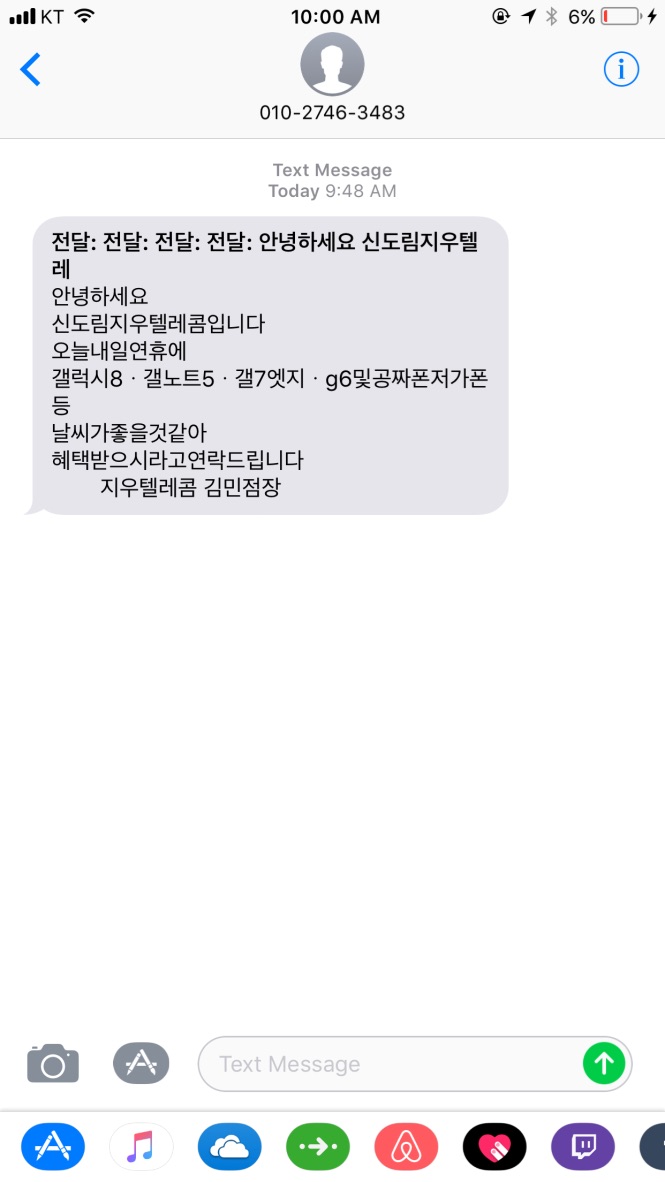 KT 10:00 AM 6%
010-2746-3483
Text Message
Today 9:48 AM
전달: 전달: 전달: 전달: 안녕하세요 신도림지우텔
레
안녕하세요
신도림지우텔레콤입니다
오늘내일연휴에
갤럭시8ㆍ갤노트5ㆍ갤7엣지ㆍg6및공짜폰저가폰
등
날씨가좋을것같아
혜택받으시라고연락드립니다
지우텔레콤 김민점장
Text Message